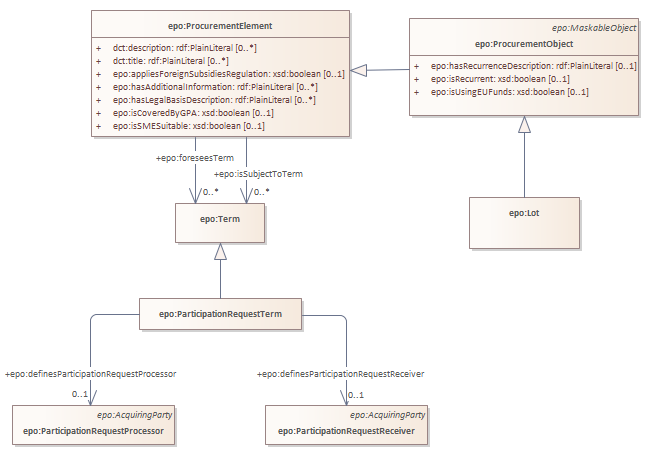 epo:ProcurementElement
+ dct:description: rdf:PlainLiteral [0..*]
+ dct:title: rdf:PlainLiteral [0..*]
+ epo:appliesForeignSubsidiesRegulation: xsd:boolean [0..1]
+ epo:hasAdditionalInformation: rdf:PlainLiteral [0..*]
+ epo:hasLegalBasisDescription: rdf:PlainLiteral [0..*]
+ epo:isCoveredByGPA: xsd:boolean [0..1]
+ epo:isSMESuitable: xsd:boolean [0..1]
epo:MaskableObject
epo:ProcurementObject
+ epo:hasRecurrenceDescription: rdf:PlainLiteral [0..1]
+ epo:isRecurrent: xsd:boolean [0..1]
+ epo:isUsingEUFunds: xsd:boolean [0..1]
+epo:foreseesTerm
+epo:isSubjectToTerm
0..*
0..*
epo:Term
epo:Lot
epo:ParticipationRequestTerm
+epo:definesParticipationRequestProcessor
+epo:definesParticipationRequestReceiver
0..1
0..1
epo:AcquiringParty
epo:ParticipationRequestProcessor
epo:AcquiringParty
epo:ParticipationRequestReceiver